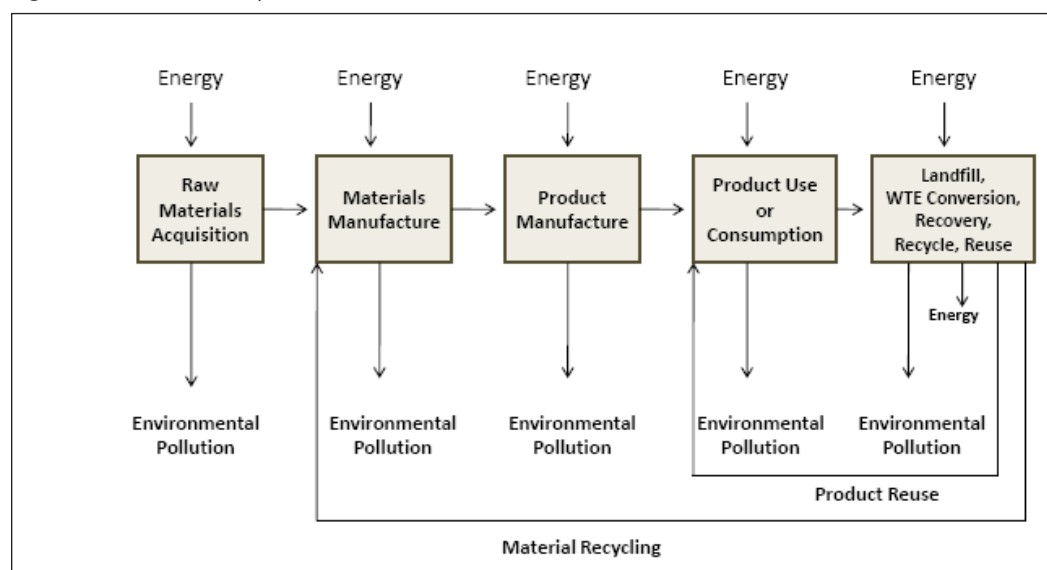 Energy
Energy
Energy
Energy
Energy
Raw
Materials
Acquisition
Materials
Manufacture
Product
Manufacture
Product Use
or
Consumption
Landfill,
WTE Conversion,
Recovery,
Recycle, Reuse
Energy
Environmental
Pollution
Environmental
Pollution
Environmental
Pollution
Environmental
Pollution
Environmental
Pollution
Product Reuse
Material Recycling